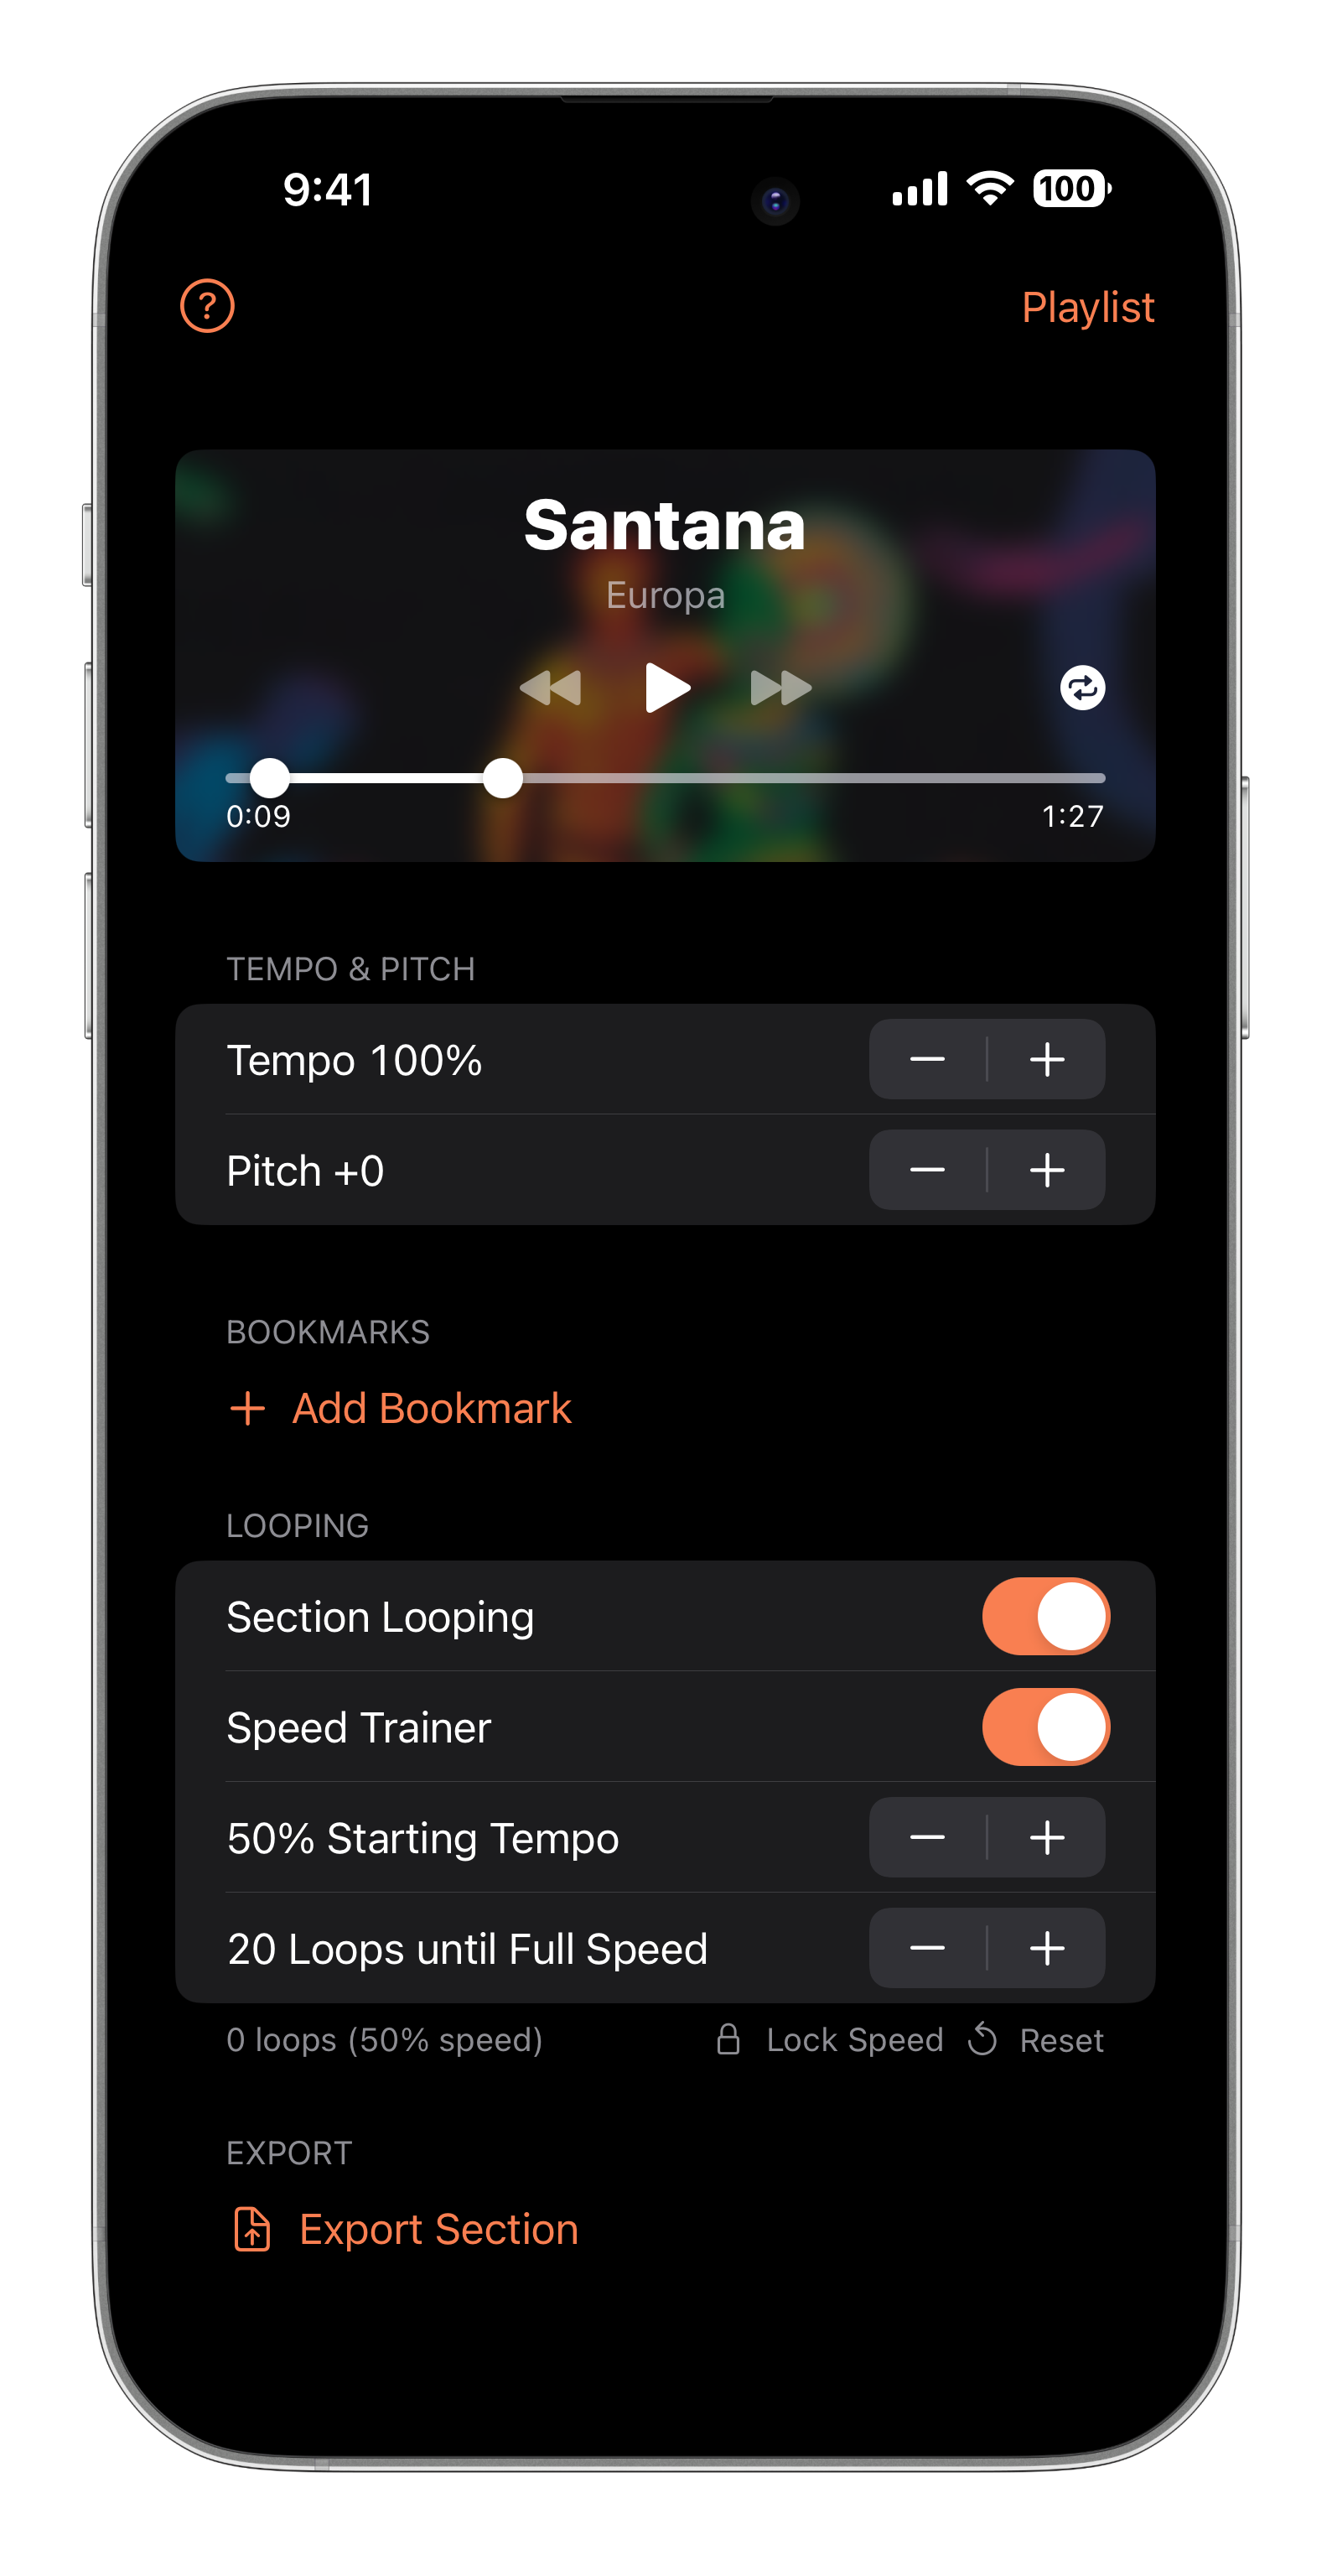 9:41
100
?
Playlist
Santana
Europa
0:09
1:27
TEMPO & PITCH
Tempo 100%
Pitch +0
BOOKMARKS
+ Add Bookmark
LOOPING
Section Looping
Speed Trainer
50% Starting Tempo
20 Loops until Full Speed
0 loops (50% speed) Lock Speed Reset
EXPORT
Export Section